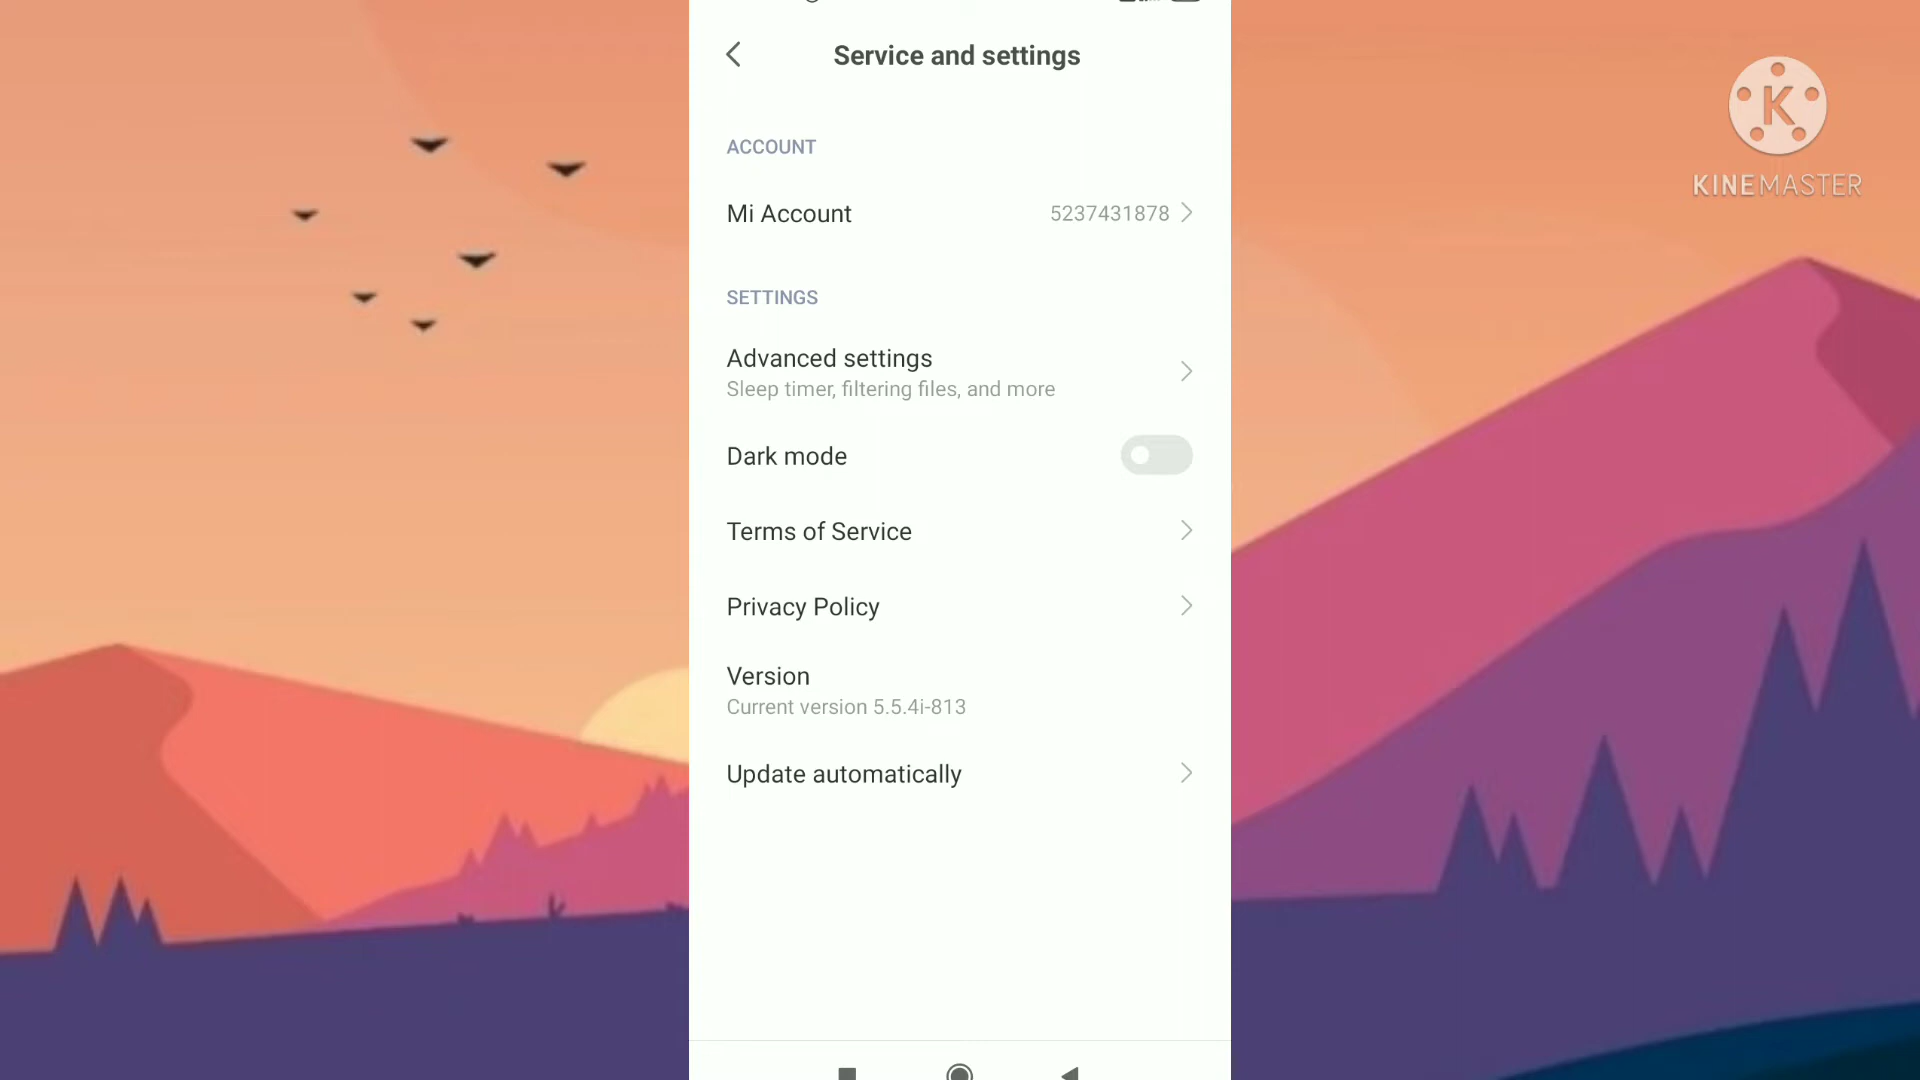 Service and settings
K
KINEMASTER
ACCOUNT
Mi Account 5237431878
SETTINGS
Advanced settings
Sleep timer, filtering files, and more
Dark mode
Terms of Service
Privacy Policy
Version
Current version 5.5.4i-813
Update automatically